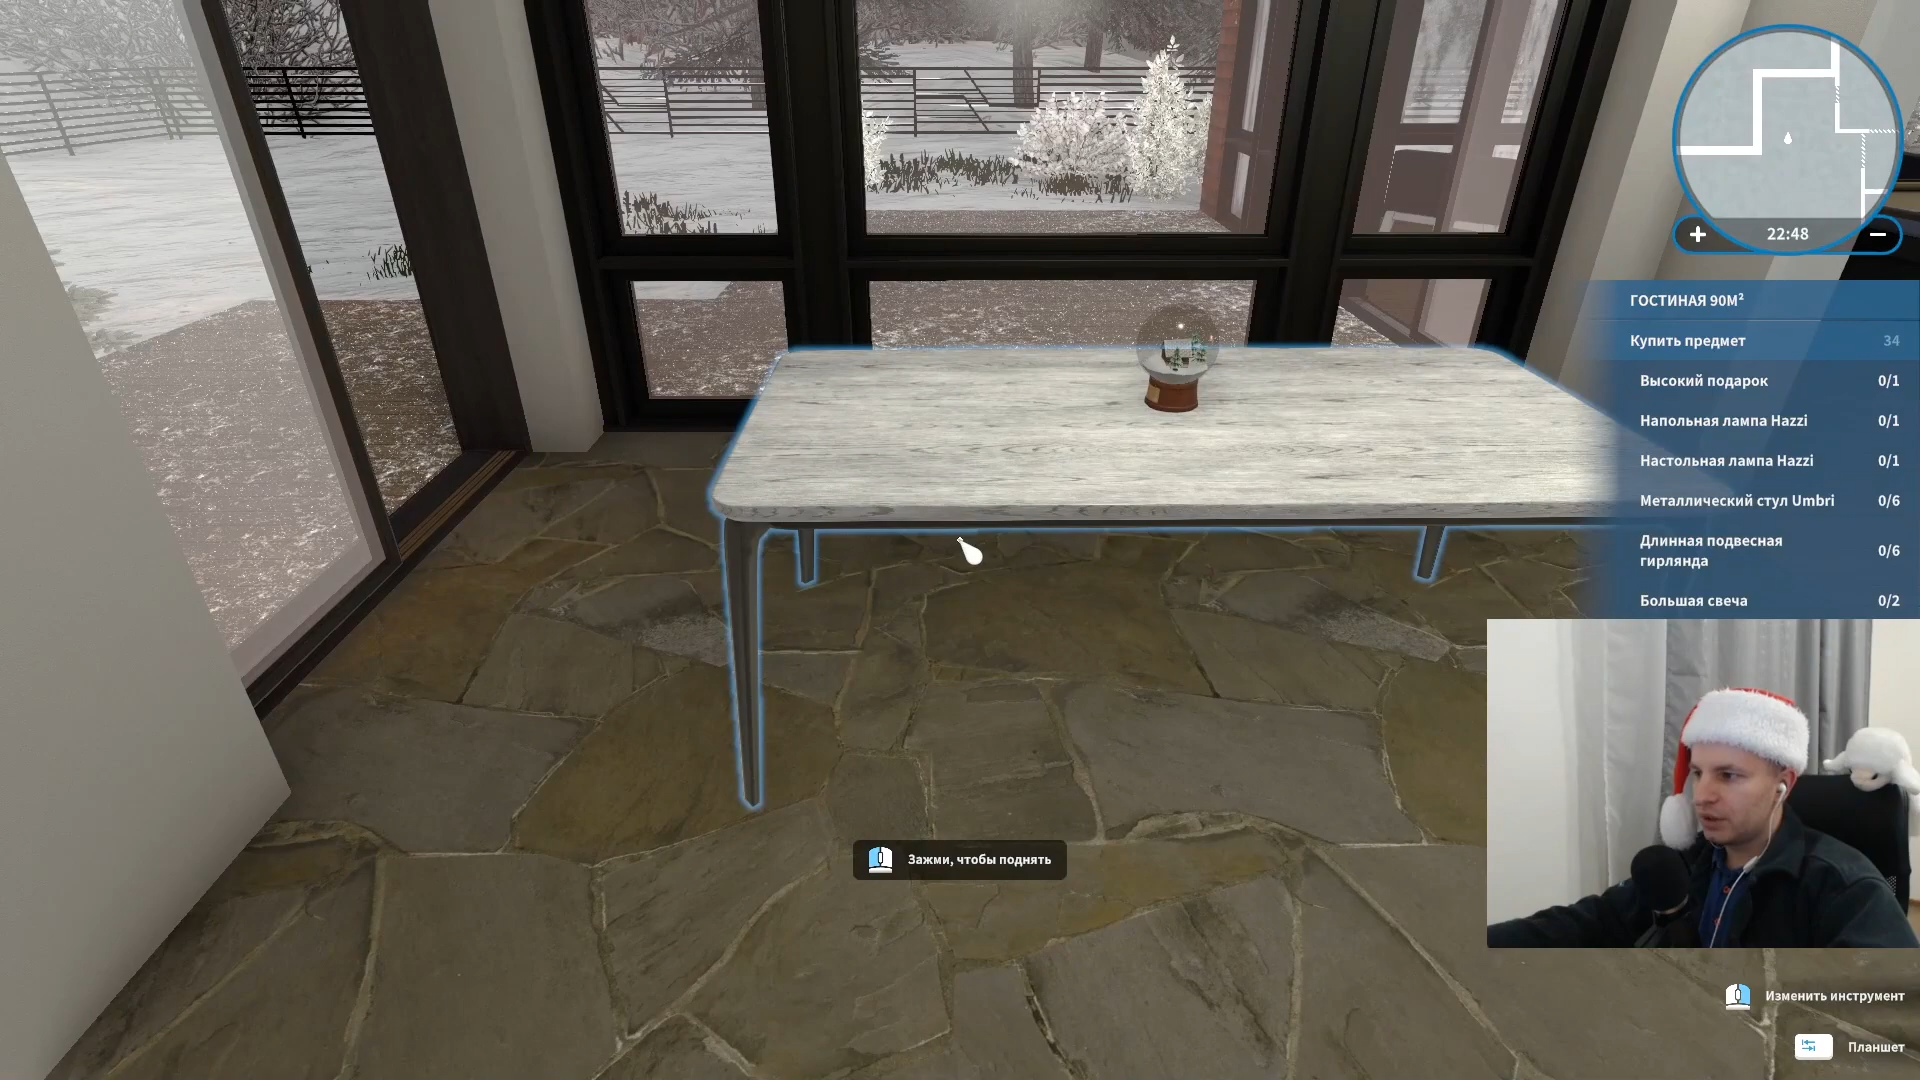 22:48
ГОСТИНАЯ 90М²
Купить предмет 34
Высокий подарок 0/1
Напольная лампа Hazzi 0/1
Настольная лампа Hazzi 0/1
Металлический стул Umbri 0/6
Длинная подвесная
гирлянда 0/6
Большая свеча 0/2
Зажми, чтобы поднять
Изменить инструмент
Планшет